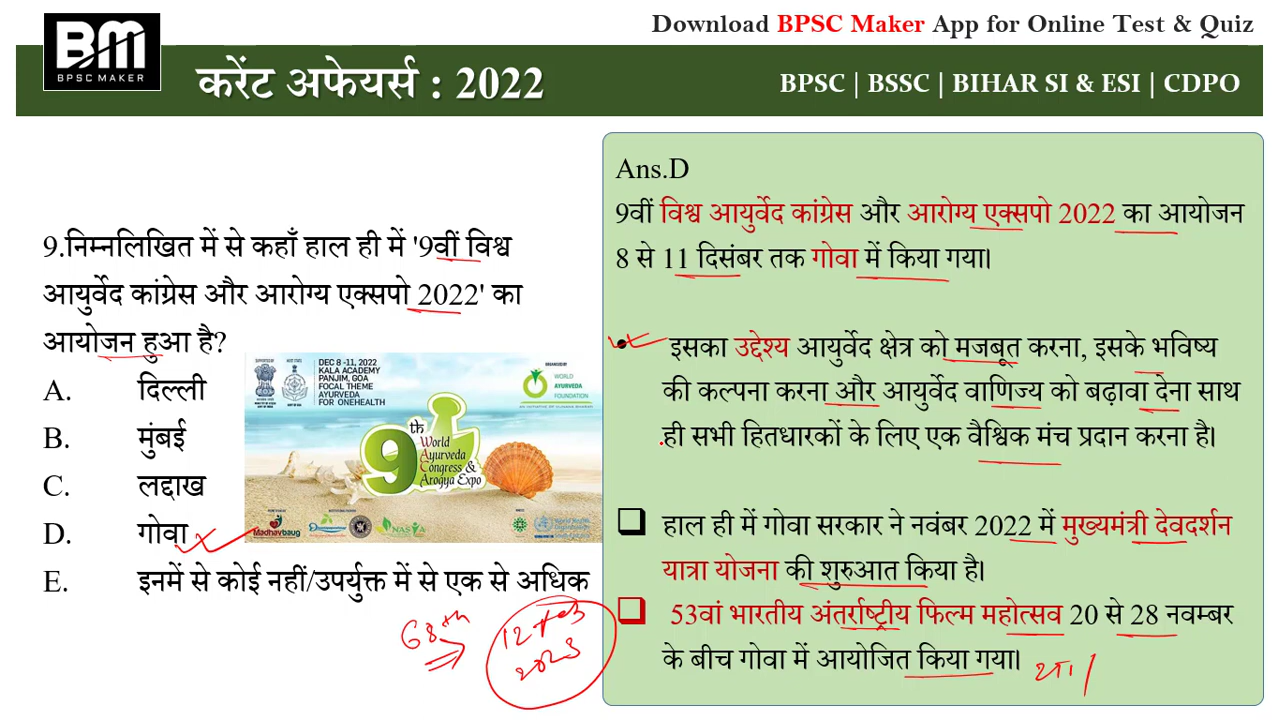 Download BPSC Maker App for Online Test & Quiz
BM
BPSC MAKER
करेंट अफेयर्स : 2022
BPSC | BSSC | BIHAR SI & ESI | CDPO
9.निम्नलिखित में से कहाँ हाल ही में '9वीं विश्व
आयुर्वेद कांग्रेस और आरोग्य एक्सपो 2022' का
आयोजन हुआ है?
A. दिल्ली
B. मुंबई
C. लद्दाख
D. गोवा
E. इनमें से कोई नहीं/उपर्युक्त में से एक से अधिक
DEC 8 -11, 2022
KALA ACADEMY
PANJIM, GOA
FOCAL THEME
AYURVEDA
FOR ONEHEALTH
WORLD
AYURVEDA
FOUNDATION
9th World
Ayurveda
Congress &
Arogya Expo
Madhavbaug
NASYA
68th
12 Feb
2023
Ans.D
9वीं विश्व आयुर्वेद कांग्रेस और आरोग्य एक्सपो 2022 का आयोजन
8 से 11 दिसंबर तक गोवा में किया गया।
• इसका उद्देश्य आयुर्वेद क्षेत्र को मजबूत करना, इसके भविष्य
की कल्पना करना और आयुर्वेद वाणिज्य को बढ़ावा देना साथ
ही सभी हितधारकों के लिए एक वैश्विक मंच प्रदान करना है।
हाल ही में गोवा सरकार ने नवंबर 2022 में मुख्यमंत्री देवदर्शन
यात्रा योजना की शुरुआत किया है।
53वां भारतीय अंतर्राष्ट्रीय फिल्म महोत्सव 20 से 28 नवम्बर
के बीच गोवा में आयोजित किया गया।